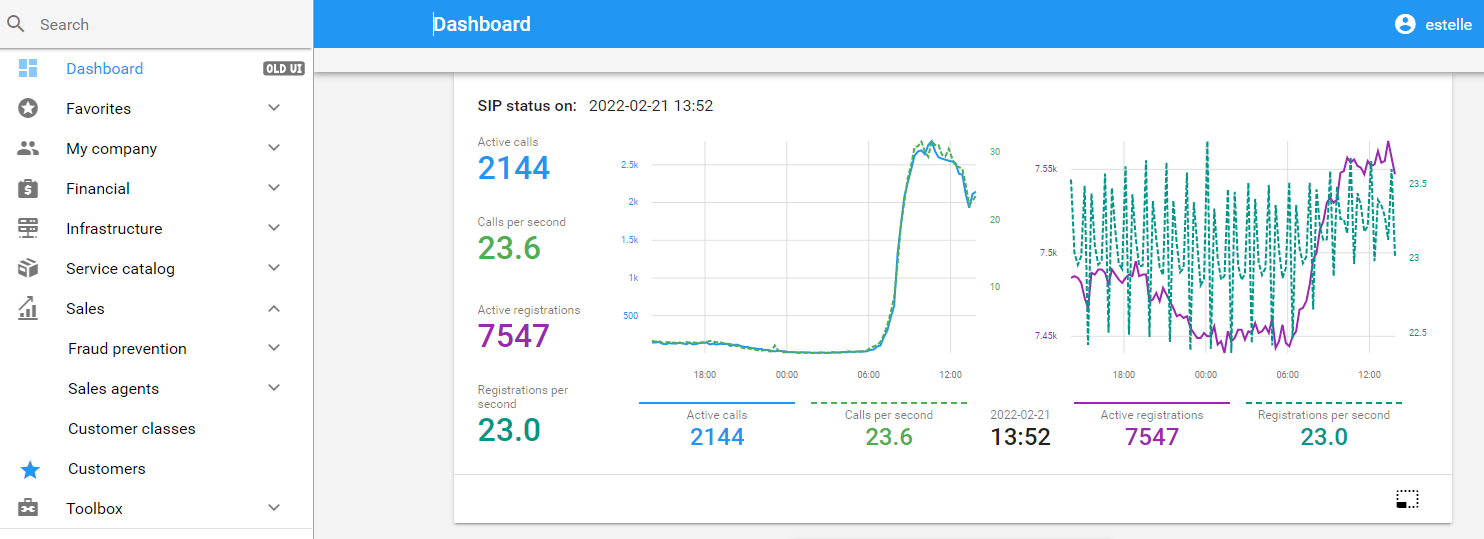 Search
Dashboard
OLD UI
Favorites
My company
Financial
Infrastructure
Service catalog
Sales
Fraud prevention
Sales agents
Customer classes
Customers
Toolbox
Dashboard
estelle
SIP status on: 2022-02-21 13:52
Active calls
2144
Calls per second
23.6
Active registrations
7547
Registrations per
second
23.0
2.5k
2k
1.5k
1k
500
30
20
10
18:00 00:00 06:00 12:00
7.55k
7.5k
7.45k
23.5
23
22.5
18:00 00:00 06:00 12:00
Active calls
2144
Calls per second
23.6
2022-02-21
13:52
Active registrations
7547
Registrations per second
23.0